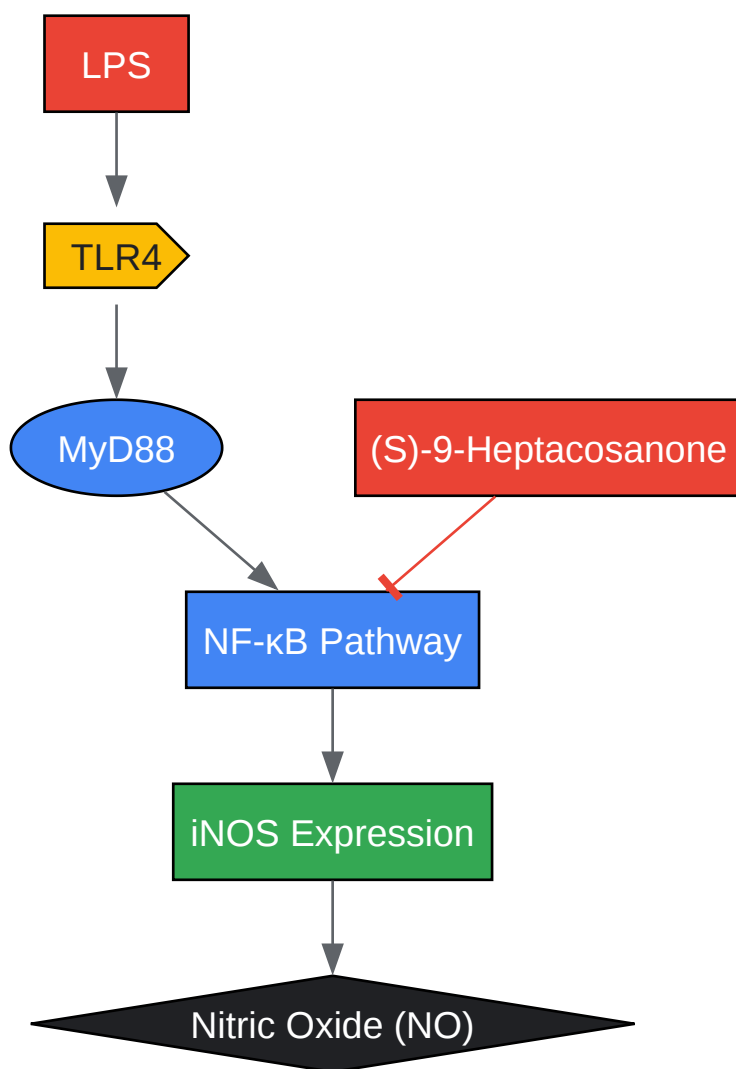 LPS
TLR4
MyD88
(S)-9-Heptacosanone
NF-κB Pathway
iNOS Expression
Nitric Oxide (NO)